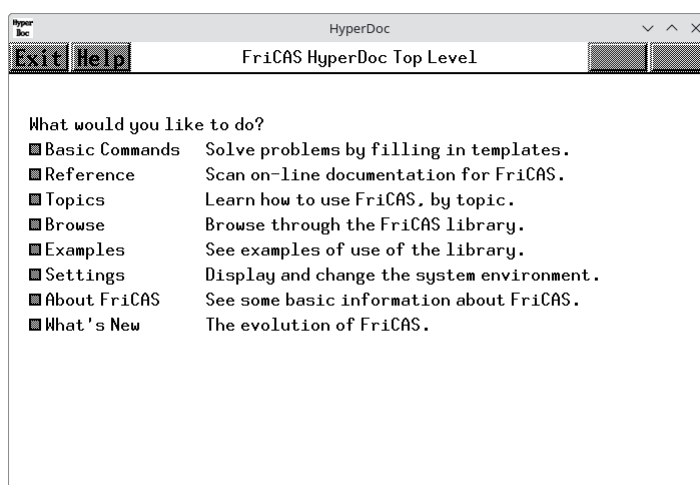 Hyper
Doc
HyperDoc
Exit Help
FriCAS HyperDoc Top Level
What would you like to do?
Basic Commands Solve problems by filling in templates.
Reference Scan on-line documentation for FriCAS.
Topics Learn how to use FriCAS, by topic.
Browse Browse through the FriCAS library.
Examples See examples of use of the library.
Settings Display and change the system environment.
About FriCAS See some basic information about FriCAS.
What's New The evolution of FriCAS.